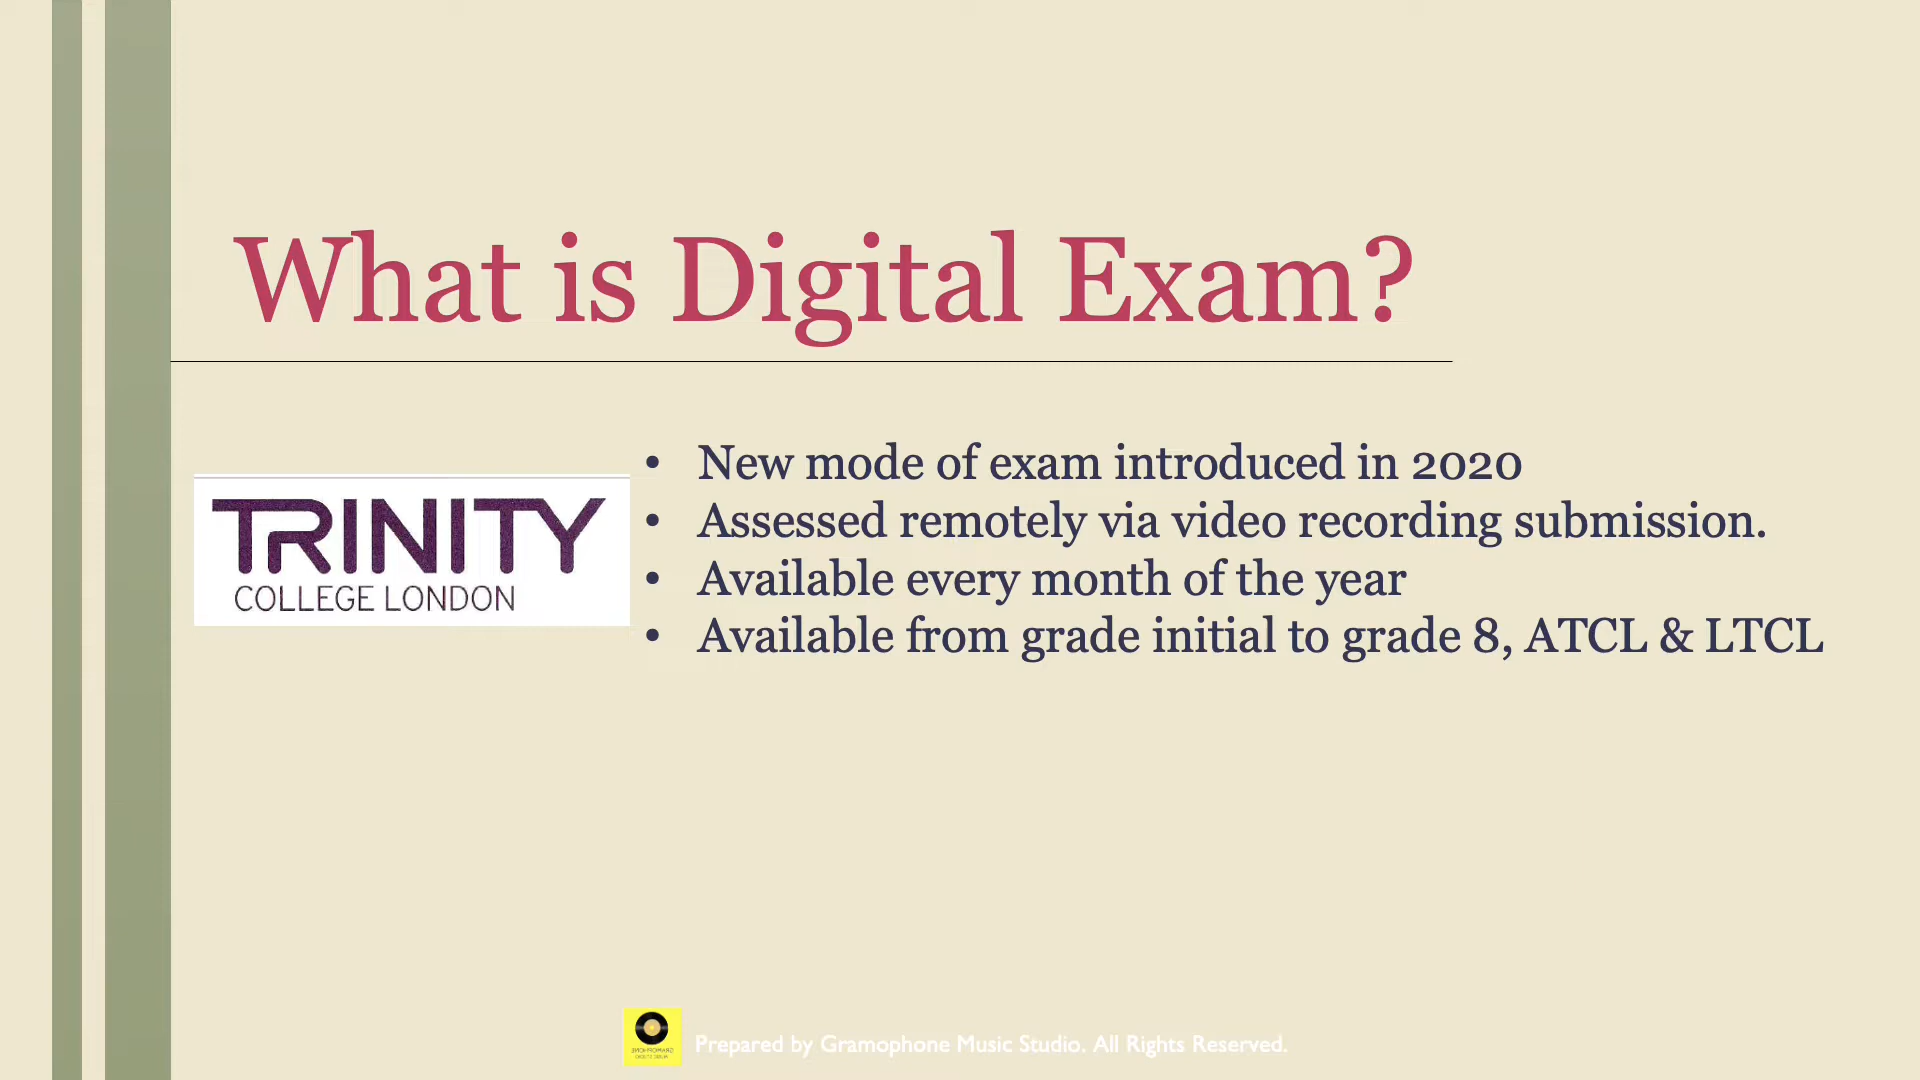 What is Digital Exam?
TRINITY
COLLEGE LONDON
• New mode of exam introduced in 2020
• Assessed remotely via video recording submission.
• Available every month of the year
• Available from grade initial to grade 8, ATCL & LTCL
Prepared by Gramophone Music Studio. All Rights Reserved.